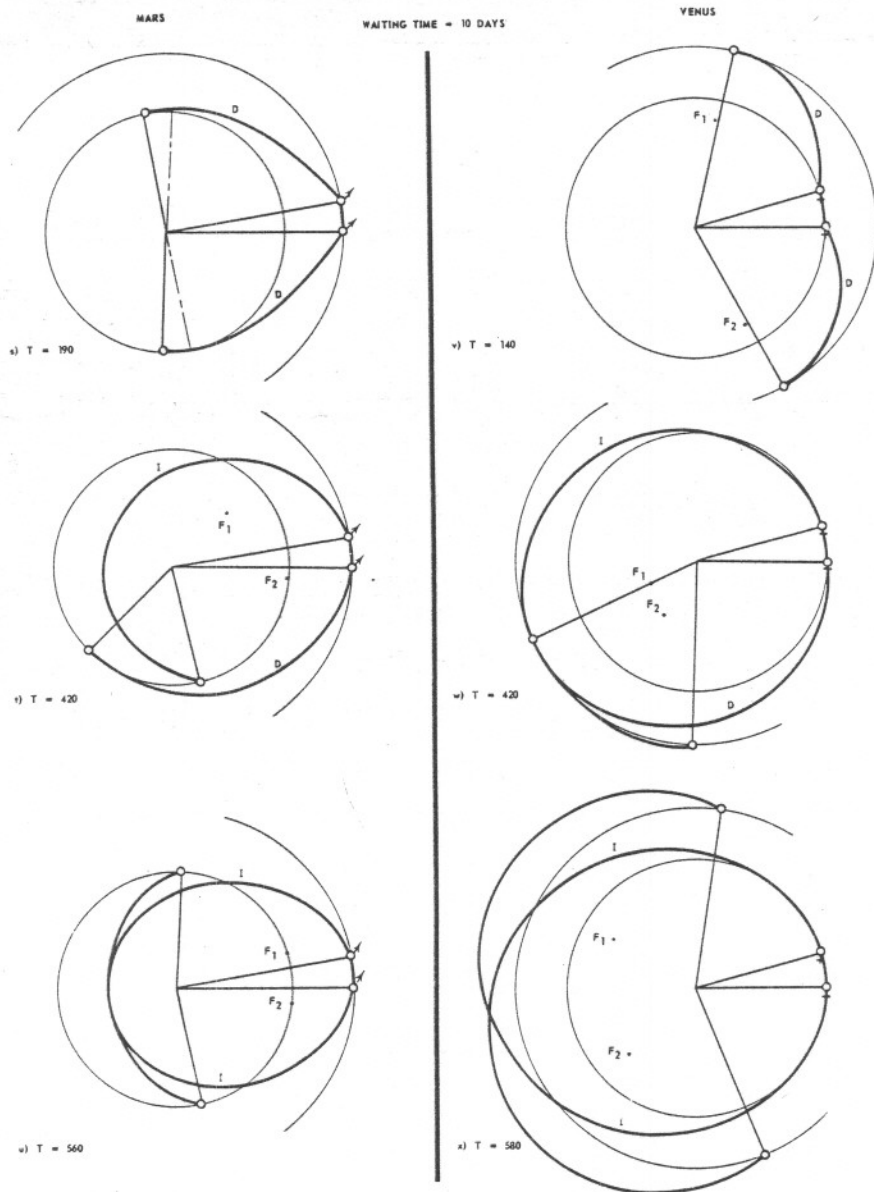 MARS
WAITING TIME = 10 DAYS
VENUS
D
D
s) T = 190
F1
D
D
F2
v) T = 140
I
F1
F2
D
t) T = 420
I
F1
F2
D
w) T = 420
I
F1
F2
I
u) T = 560
I
F1
F2
I
x) T = 580